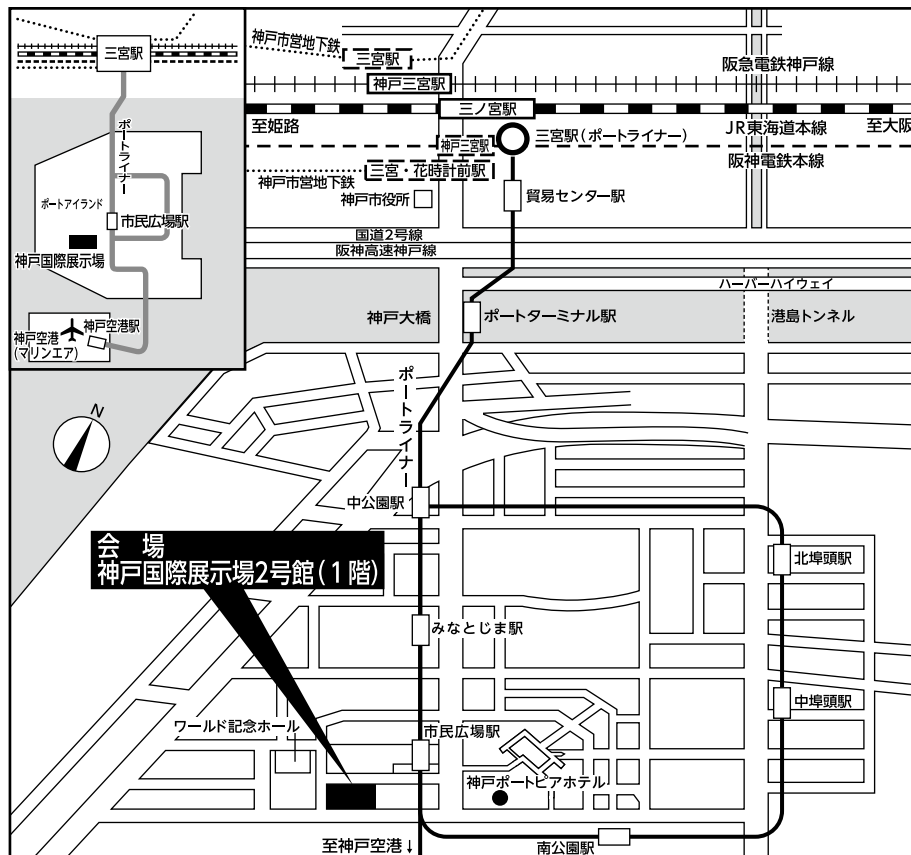 三宮駅
ポートライナー
ポートアイランド
市民広場駅
神戸国際展示場
神戸空港駅
神戸空港
(マリンエア)
神戸市営地下鉄
三宮駅
神戸三宮駅
阪急電鉄神戸線
三ノ宮駅
至姫路
神戸三宮駅
三宮駅(ポートライナー)
JR東海道本線
至大阪
阪神電鉄本線
三宮・花時計前駅
神戸市営地下鉄
神戸市役所
貿易センター駅
国道2号線
阪神高速神戸線
ハーバーハイウェイ
神戸大橋
ポートターミナル駅
港島トンネル
ポートライナー
N
中公園駅
会 場
神戸国際展示場2号館(1階)
北埠頭駅
みなとじま駅
中埠頭駅
ワールド記念ホール
市民広場駅
神戸ポートピアホテル
至神戸空港↓
南公園駅